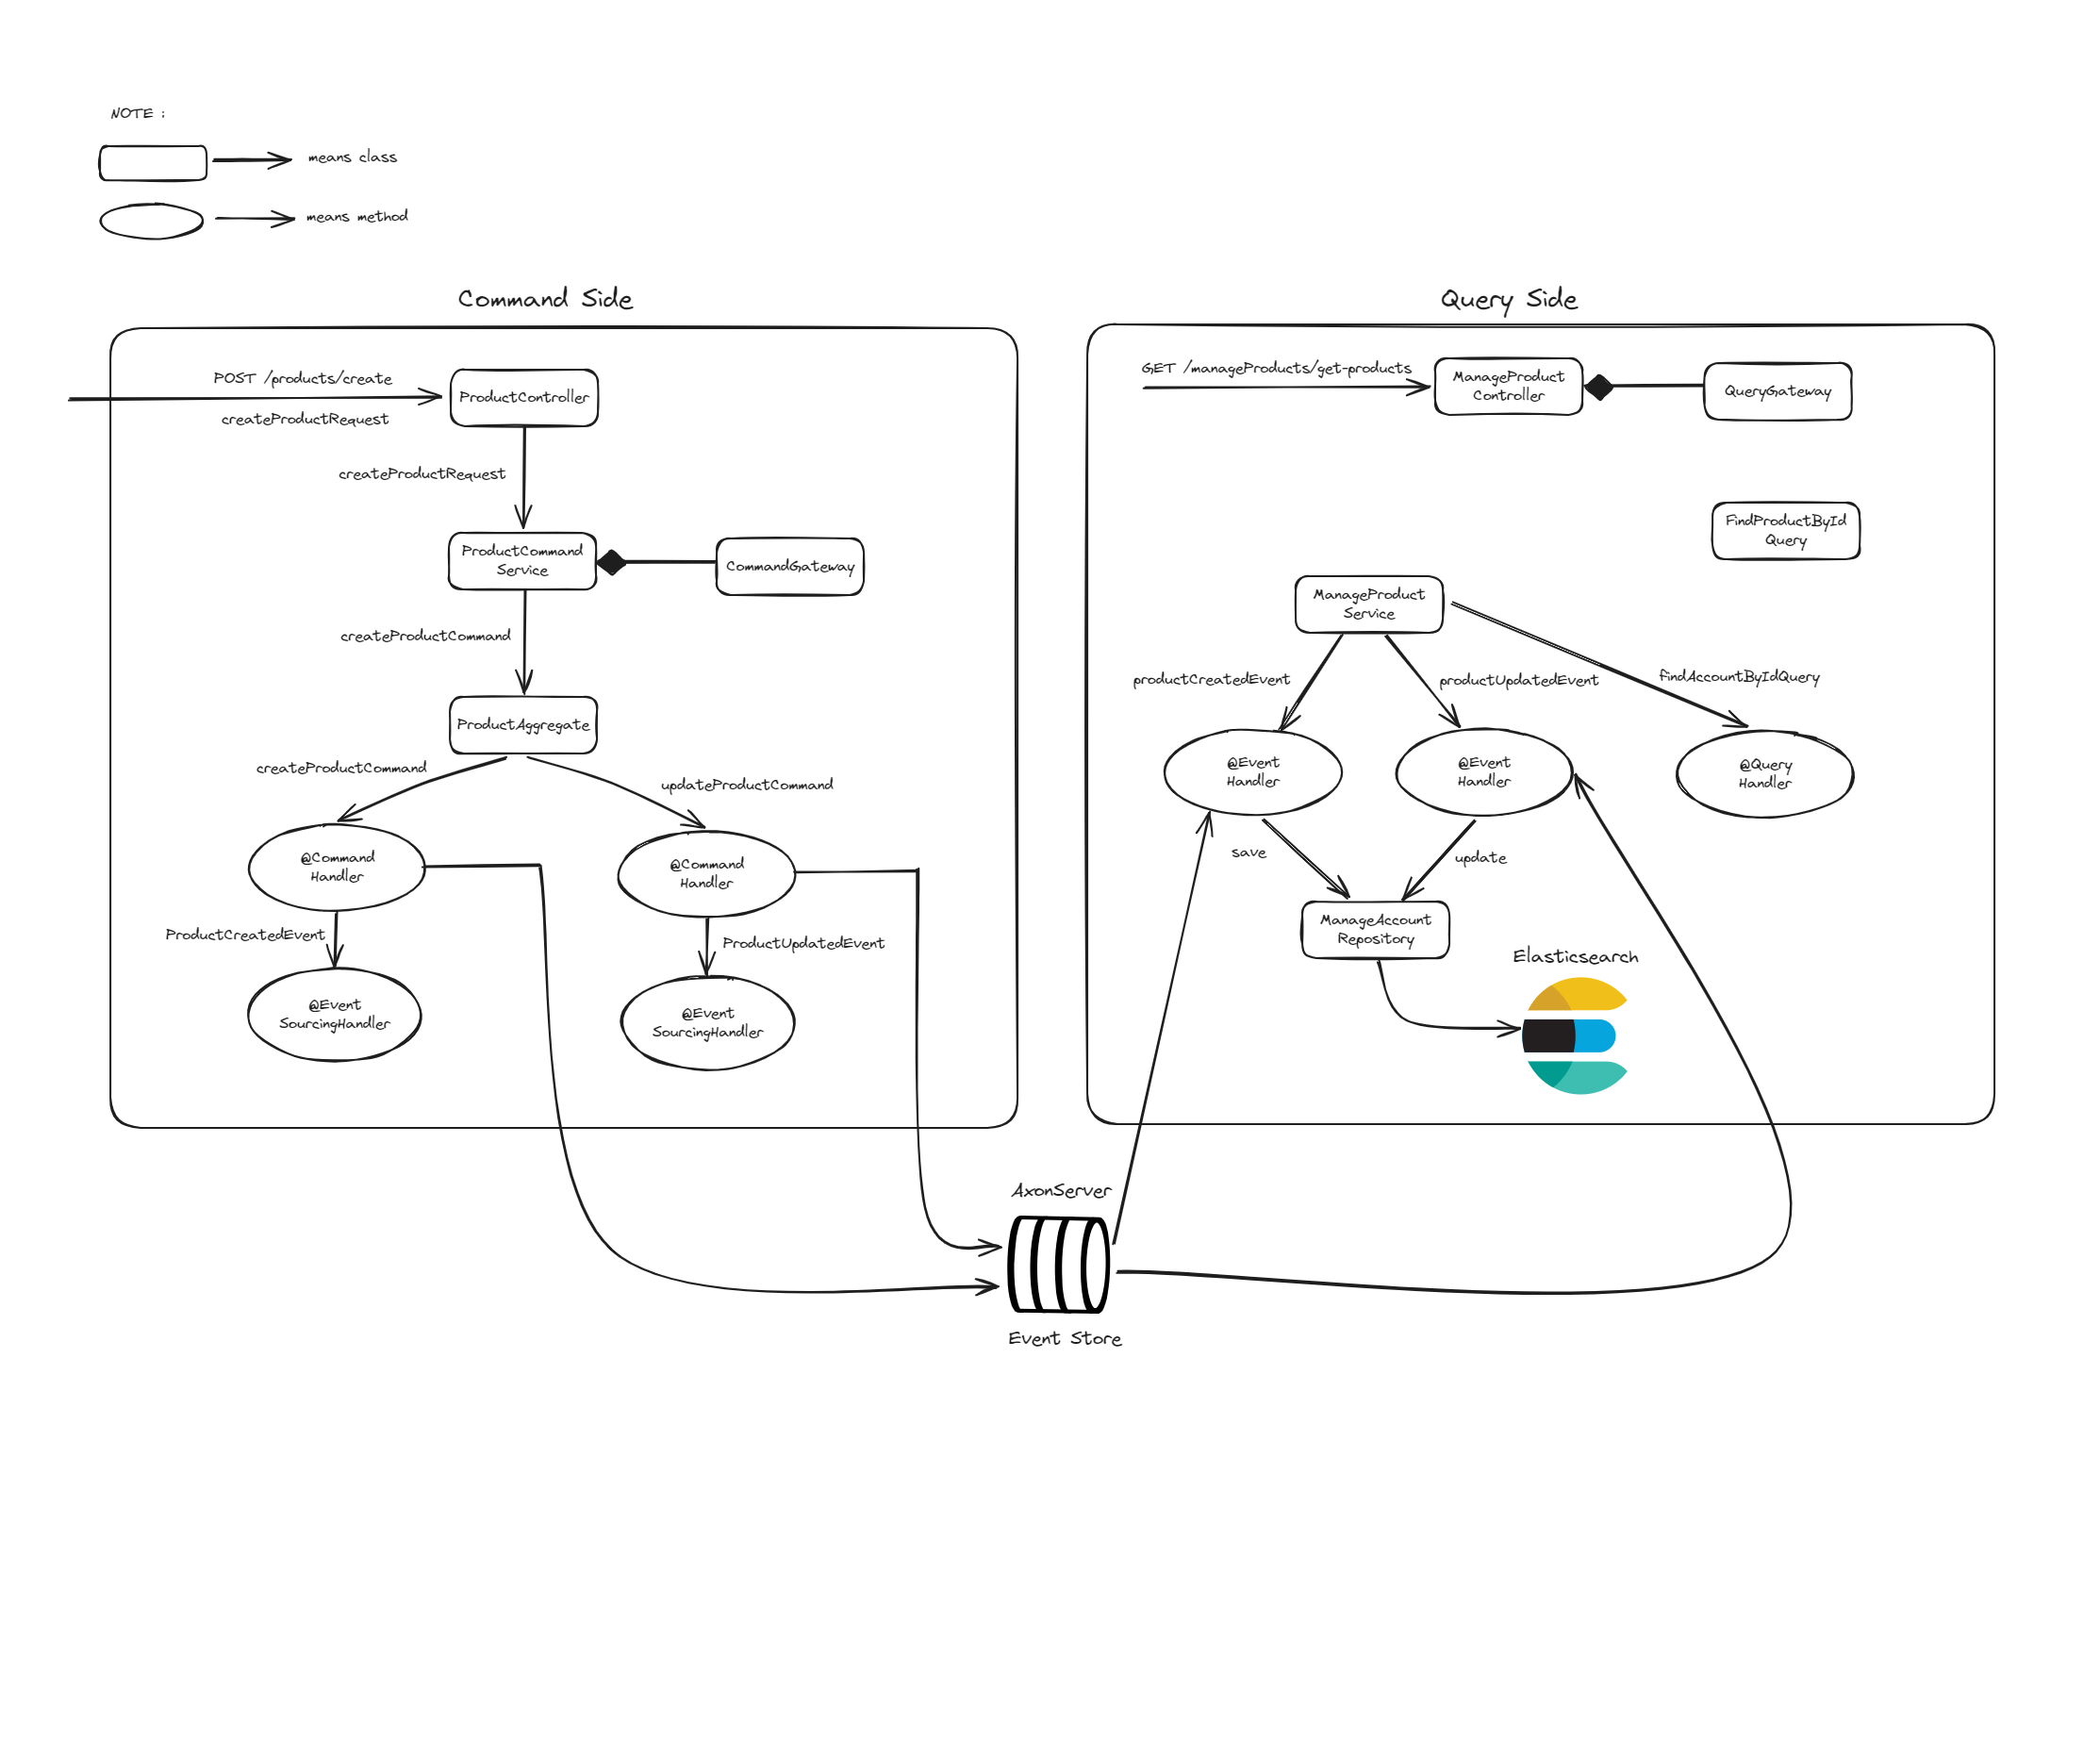 NOTE :
means class
means method
Command Side
POST /products/create
createProductRequest
ProductController
createProductRequest
ProductCommand
Service
CommandGateway
createProductCommand
ProductAggregate
createProductCommand
updateProductCommand
@Command
Handler
@Command
Handler
ProductCreatedEvent
ProductUpdatedEvent
@Event
SourcingHandler
@Event
SourcingHandler
Query Side
GET /manageProducts/get-products
ManageProduct
Controller
QueryGateway
FindProductById
Query
ManageProduct
Service
productCreatedEvent
productUpdatedEvent
findAccountByIdQuery
@Event
Handler
@Event
Handler
@Query
Handler
save
update
ManageAccount
Repository
Elasticsearch
AxonServer
Event Store